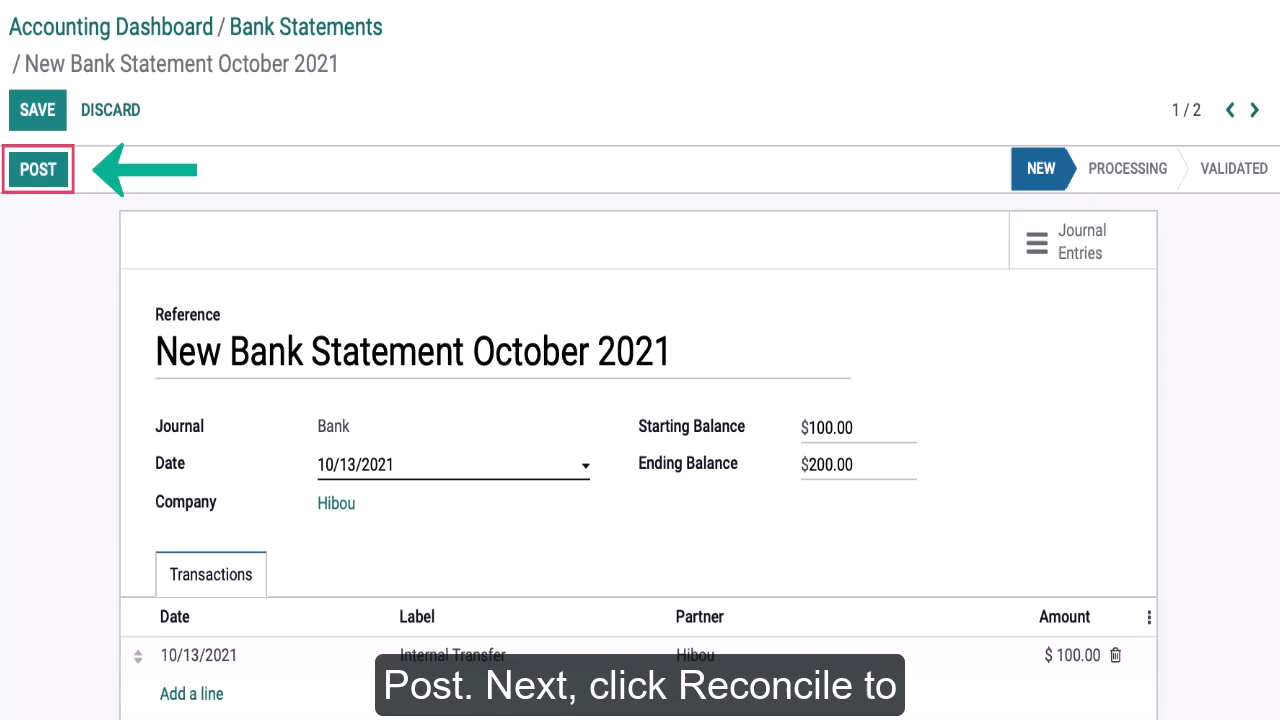 Accounting Dashboard / Bank Statements
/ New Bank Statement October 2021
SAVE DISCARD 1 / 2
POST NEW PROCESSING VALIDATED
Journal
Entries
Reference
New Bank Statement October 2021
Journal Bank Starting Balance $100.00
Date 10/13/2021 Ending Balance $200.00
Company Hibou
Transactions
Date Label Partner Amount
10/13/2021 Internal Transfer Hibou $ 100.00
Add a line
Post. Next, click Reconcile to